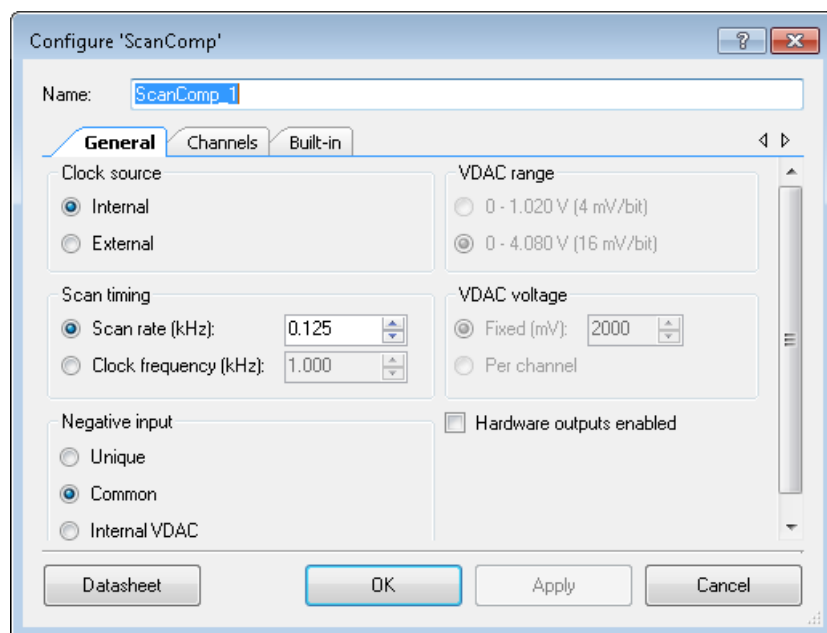 Configure 'ScanComp'
Name: ScanComp_1
General Channels Built-in
Clock source
Internal
External
VDAC range
0 - 1.020 V (4 mV/bit)
0 - 4.080 V (16 mV/bit)
Scan timing
Scan rate (kHz): 0.125
Clock frequency (kHz): 1.000
VDAC voltage
Fixed (mV): 2000
Per channel
Negative input
Unique
Common
Internal VDAC
Hardware outputs enabled
Datasheet OK Apply Cancel